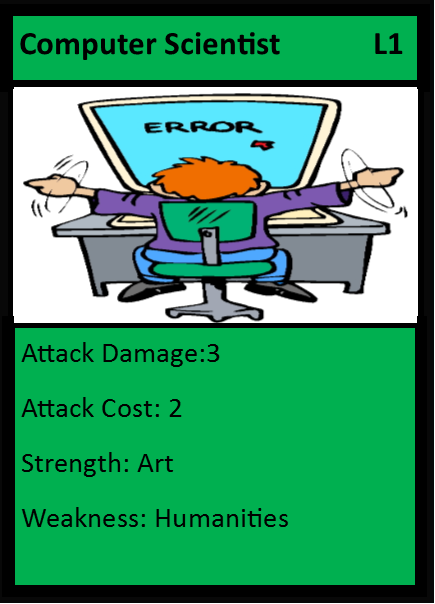 Computer Scientist L1
ERROR
Attack Damage:3
Attack Cost: 2
Strength: Art
Weakness: Humanities